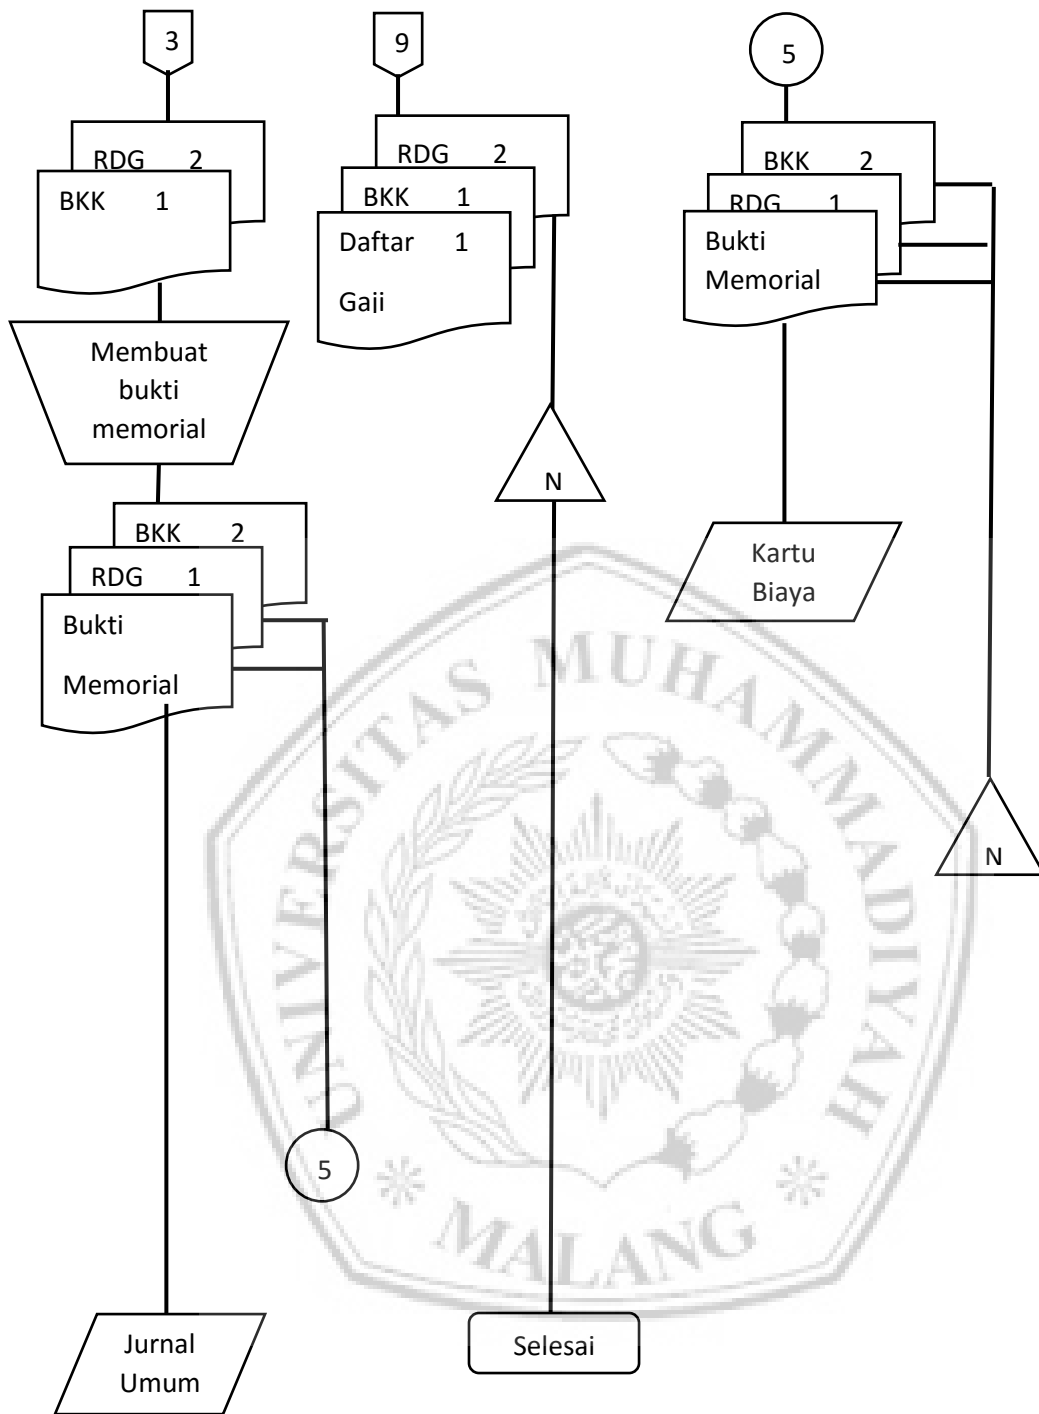 3
RDG 2
BKK 1
Membuat
bukti
memorial
BKK 2
RDG 1
Bukti
Memorial
5
Jurnal
Umum
9
RDG 2
BKK 1
Daftar 1
Gaji
N
Selesai
5
BKK 2
RDG 1
Bukti
Memorial
Kartu
Biaya
N
UNIVERSITAS MUHAMMADIYAH
MALANG